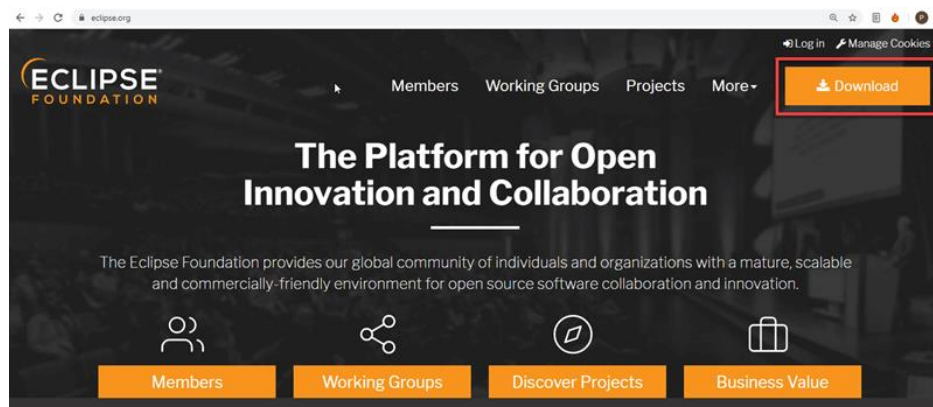 eclipse.org
Log in Manage Cookies
ECLIPSE®
FOUNDATION
Members Working Groups Projects More Download
The Platform for Open
Innovation and Collaboration
The Eclipse Foundation provides our global community of individuals and organizations with a mature, scalable
and commercially-friendly environment for open source software collaboration and innovation.
Members Working Groups Discover Projects Business Value